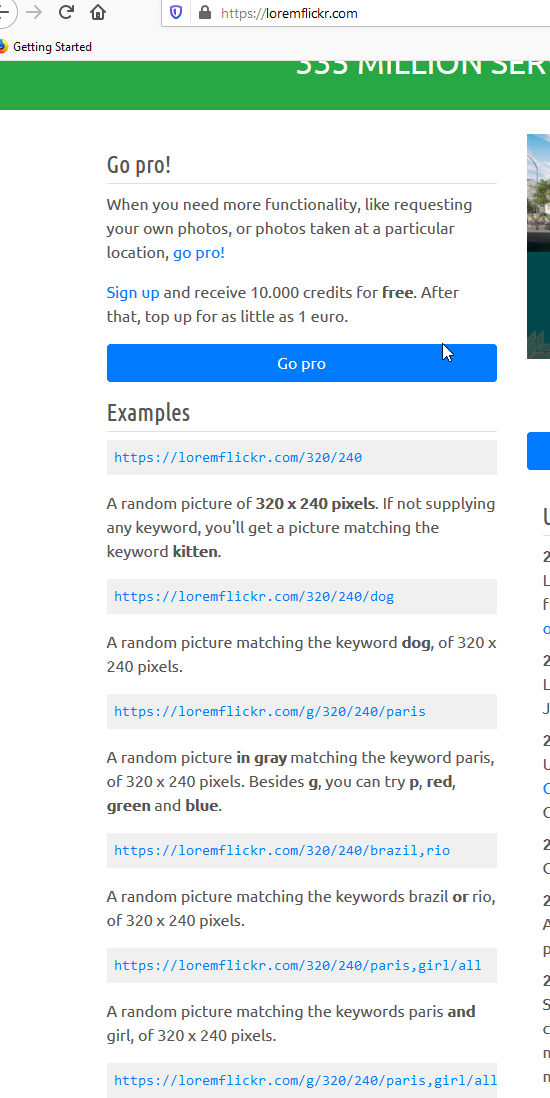 https://loremflickr.com
Getting Started
333 MILLION SER
Go pro!
When you need more functionality, like requesting
your own photos, or photos taken at a particular
location, go pro!
Sign up and receive 10.000 credits for free. After
that, top up for as little as 1 euro.
Go pro
Examples
https://loremflickr.com/320/240
A random picture of 320 x 240 pixels. If not supplying
any keyword, you'll get a picture matching the
keyword kitten.
https://loremflickr.com/320/240/dog
A random picture matching the keyword dog, of 320 x
240 pixels.
https://loremflickr.com/g/320/240/paris
A random picture in gray matching the keyword paris,
of 320 x 240 pixels. Besides g, you can try p, red,
green and blue.
https://loremflickr.com/320/240/brazil,rio
A random picture matching the keywords brazil or rio,
of 320 x 240 pixels.
https://loremflickr.com/320/240/paris,girl/all
A random picture matching the keywords paris and
girl, of 320 x 240 pixels.
https://loremflickr.com/g/320/240/paris,girl/all